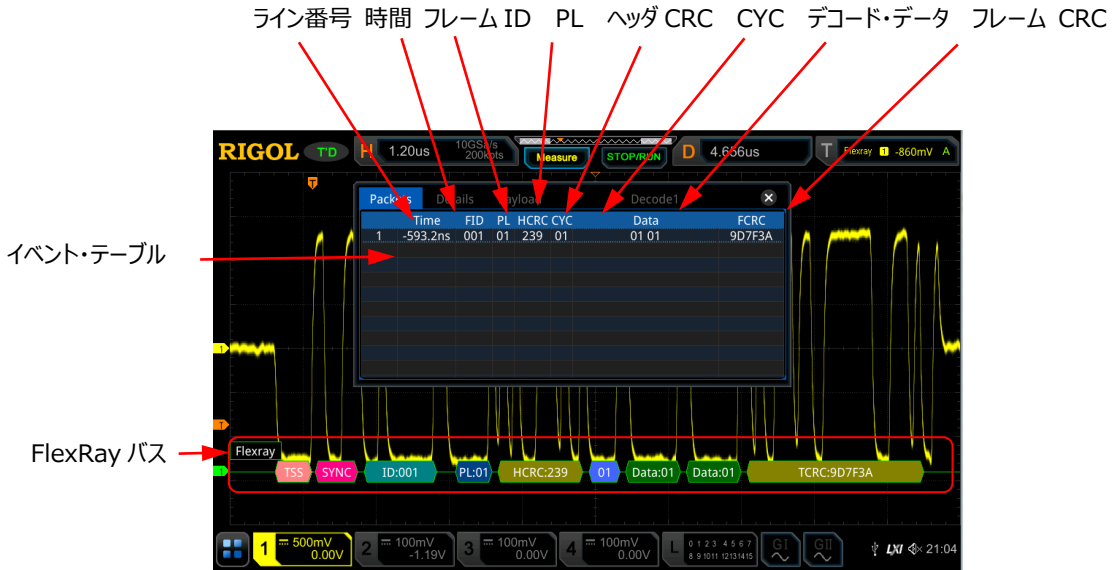 ライン番号 時間 フレーム ID PL ヘッダ CRC CYC デコード・データ フレーム CRC
RIGOL T'D H 1.20us 10GSa/s 200kpts Measure STOP/RUN D 4.656us T Flexray 1 -860mV A
T
Packets Details Payload Decode1
Time FID PL HCRC CYC Data FCRC
1 -593.2ns 001 01 239 01 01 01 9D7F3A
イベント・テーブル
1
T
FlexRay バス
Flexray
1 TSS SYNC ID:001 PL:01 HCRC:239 01 Data:01 Data:01 TCRC:9D7F3A
1 500mV 0.00V 2 100mV -1.19V 3 100mV 0.00V 4 100mV 0.00V L 0 1 2 3 4 5 6 7 8 9 10 11 12 13 14 15 GI GII LXI 21:04